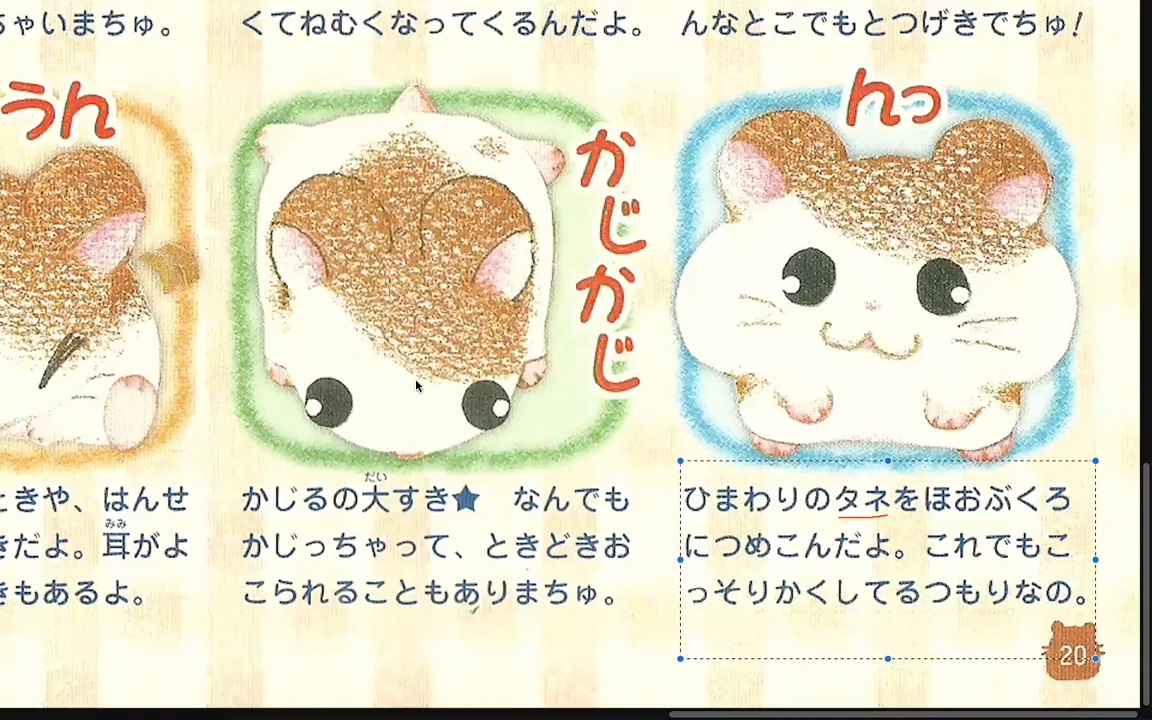 ちゃいまちゅ。
くてねむくなってくるんだよ。
んなとこでもとつげきでちゅ!
うん
かじかじ
んっ
ときや、はんせ
きだよ。耳がよ
みみ
きもあるよ。
かじるの大すき★ なんでも
だい
かじっちゃって、ときどきお
こられることもありまちゅ。
ひまわりのタネをほおぶくろ
につめこんだよ。これでもこ
っそりかくしてるつもりなの。
20